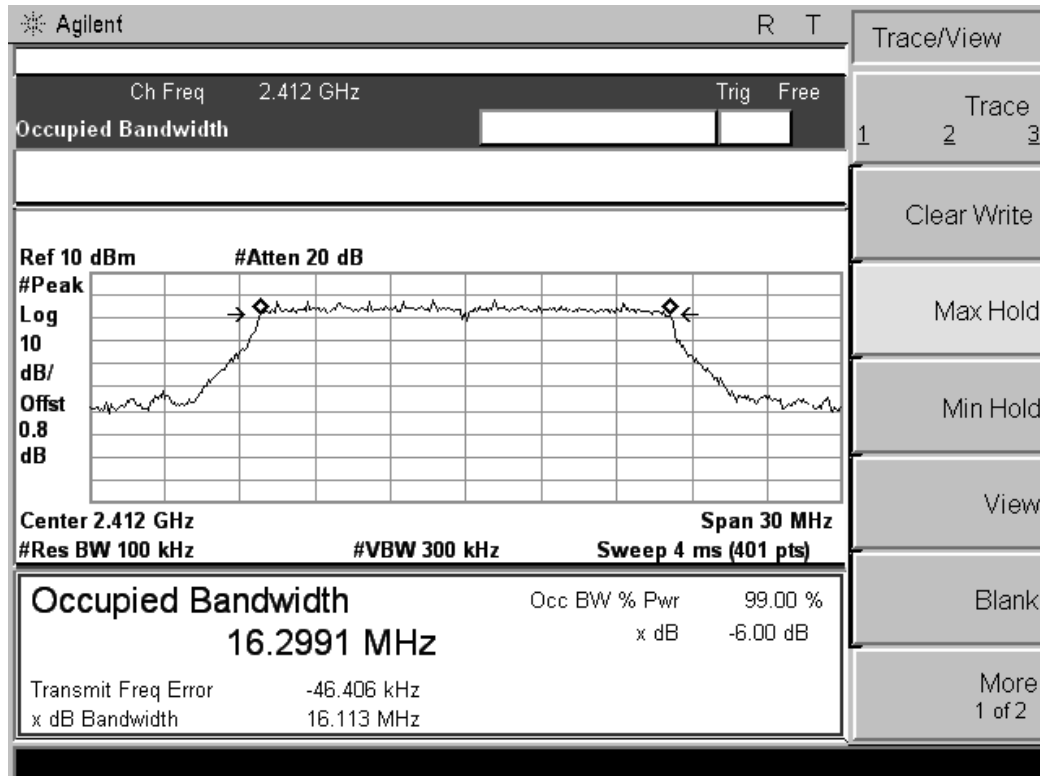 Agilent R T
Ch Freq 2.412 GHz Trig Free
Occupied Bandwidth
Ref 10 dBm #Atten 20 dB
#Peak
Log
10
dB/
Offst
0.8
dB
Center 2.412 GHz Span 30 MHz
#Res BW 100 kHz #VBW 300 kHz Sweep 4 ms (401 pts)
Occupied Bandwidth
16.2991 MHz
Occ BW % Pwr 99.00 %
x dB -6.00 dB
Transmit Freq Error -46.406 kHz
x dB Bandwidth 16.113 MHz
Trace/View
Trace
1 2 3
Clear Write
Max Hold
Min Hold
View
Blank
More
1 of 2